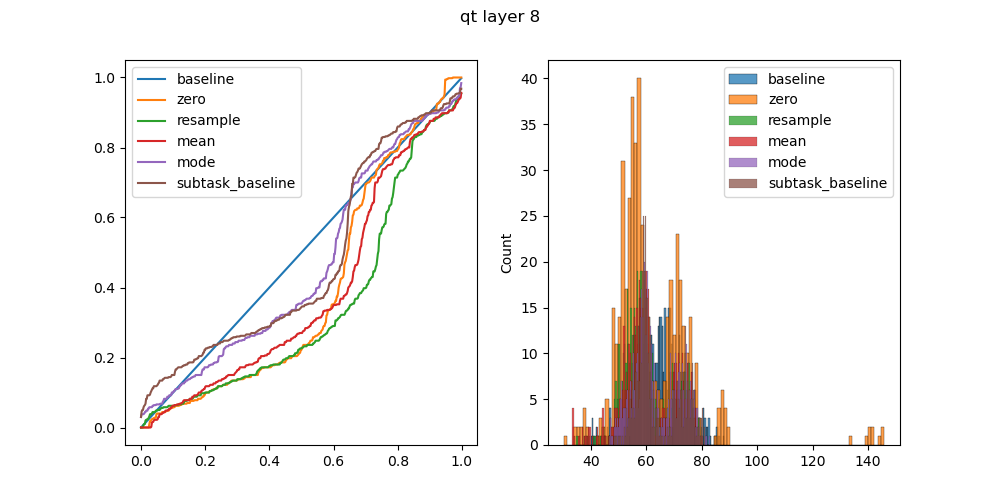 qt layer 8
baseline
zero
resample
mean
mode
subtask_baseline
1.0
0.8
0.6
0.4
0.2
0.0
0.0 0.2 0.4 0.6 0.8 1.0
baseline
zero
resample
mean
mode
subtask_baseline
Count
40
35
30
25
20
15
10
5
0
40 60 80 100 120 140